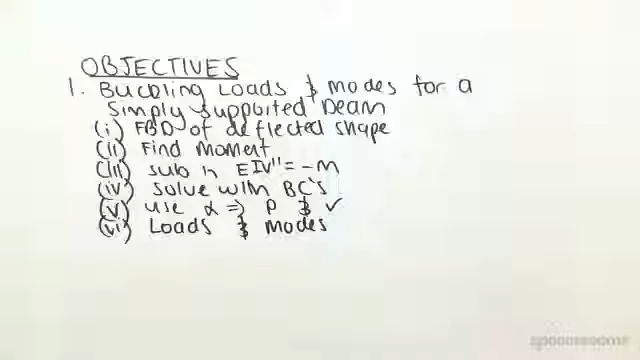 OBJECTIVES
1. Buckling Loads & modes for a
Simply supported Beam
(i) FBD of deflected shape
(ii) Find Moment
(iii) sub in EIV" = -M
(iv) solve with BC's
(v) use α => P & v
(vi) Loads & Modes